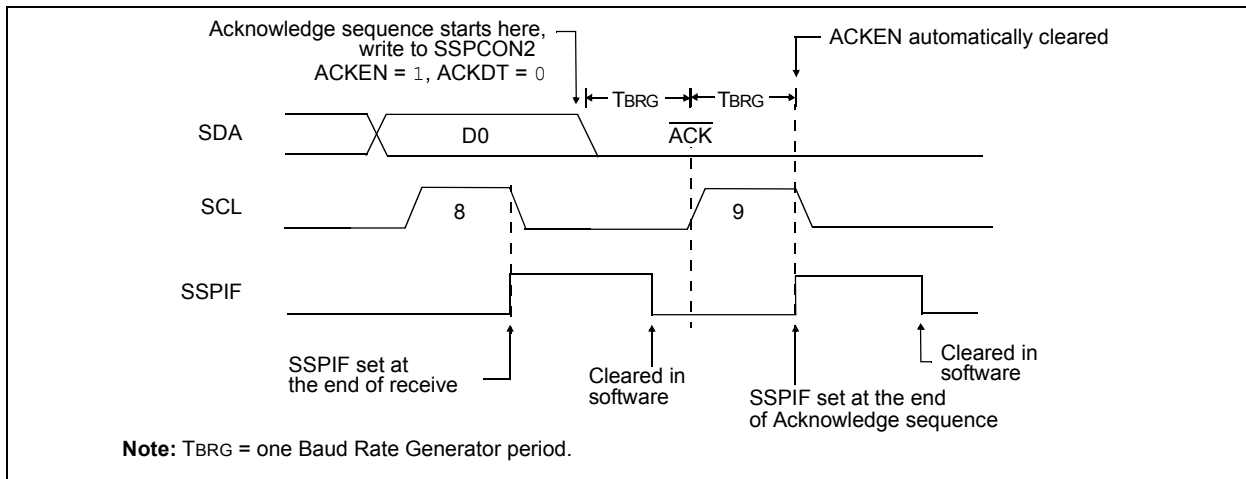 Acknowledge sequence starts here,
write to SSPCON2
ACKEN = 1, ACKDT = 0
ACKEN automatically cleared
TBRG
TBRG
SDA
D0
ACK
SCL
8
9
SSPIF
SSPIF set at
the end of receive
Cleared in
software
SSPIF set at the end
of Acknowledge sequence
Cleared in
software
Note: TBRG = one Baud Rate Generator period.